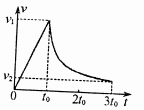 v
v₁
v₂
0 t₀ 2t₀ 3t₀ t